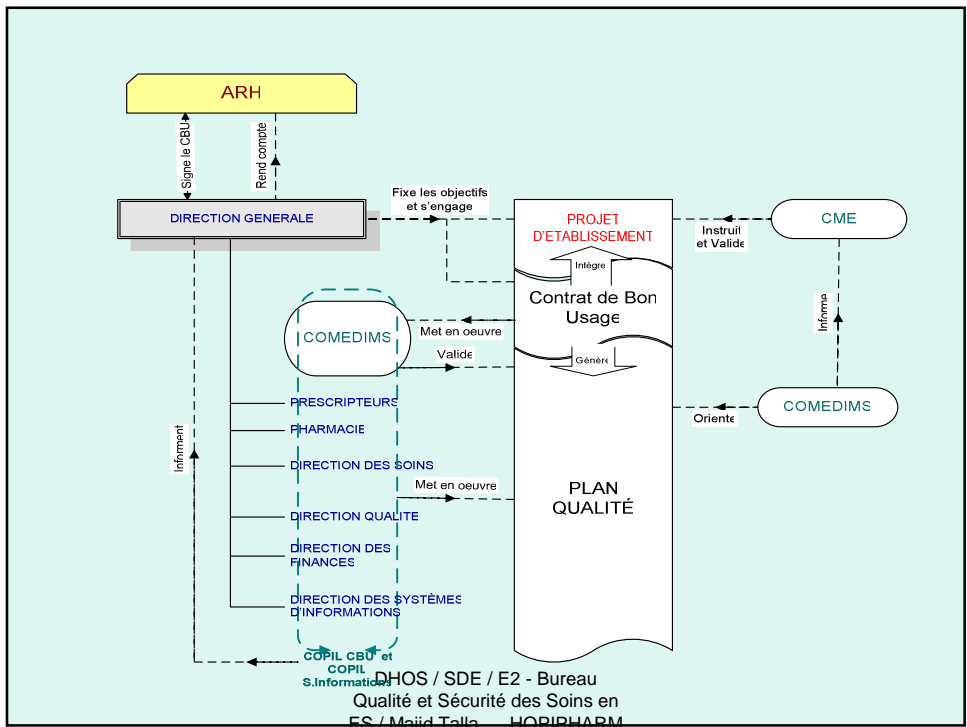 ARH
Signe le CBU
Rend compte
DIRECTION GENERALE
Fixe les objectifs
et s'engage
PROJET
D'ETABLISSEMENT
Instruit
et Valide
CME
Intègre
Contrat de Bon
Usage
Met en oeuvre
COMEDIMS
Valide
Génère
Informe
COMEDIMS
Oriente
PRESCRIPTEURS
PHARMACIE
DIRECTION DES SOINS
Informent
Met en oeuvre
PLAN
QUALITÉ
DIRECTION QUALITE
DIRECTION DES
FINANCES
DIRECTION DES SYSTÈMES
D'INFORMATIONS
COPIL CBU et
COPIL
S.Informations
DHOS / SDE / E2 - Bureau
Qualité et Sécurité des Soins en
ES / Majid Talla HOPIPHARM